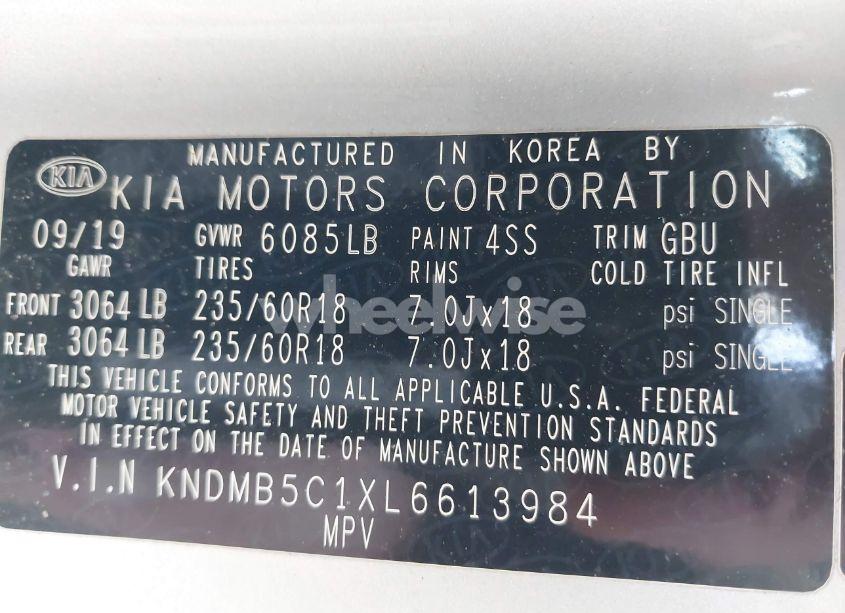 MANUFACTURED IN KOREA BY
KIA KIA MOTORS CORPORATION
09/19 GVWR 6085LB PAINT 4SS TRIM GBU
GAWR TIRES RIMS COLD TIRE INFL
FRONT 3064 LB 235/60R18 7.0Jx18 psi SINGLE
wheelwise
REAR 3064 LB 235/60R18 7.0Jx18 psi SINGLE
THIS VEHICLE CONFORMS TO ALL APPLICABLE U.S.A. FEDERAL
MOTOR VEHICLE SAFETY AND THEFT PREVENTION STANDARDS
IN EFFECT ON THE DATE OF MANUFACTURE SHOWN ABOVE
V.I.N KNDMB5C1XL6613984
MPV